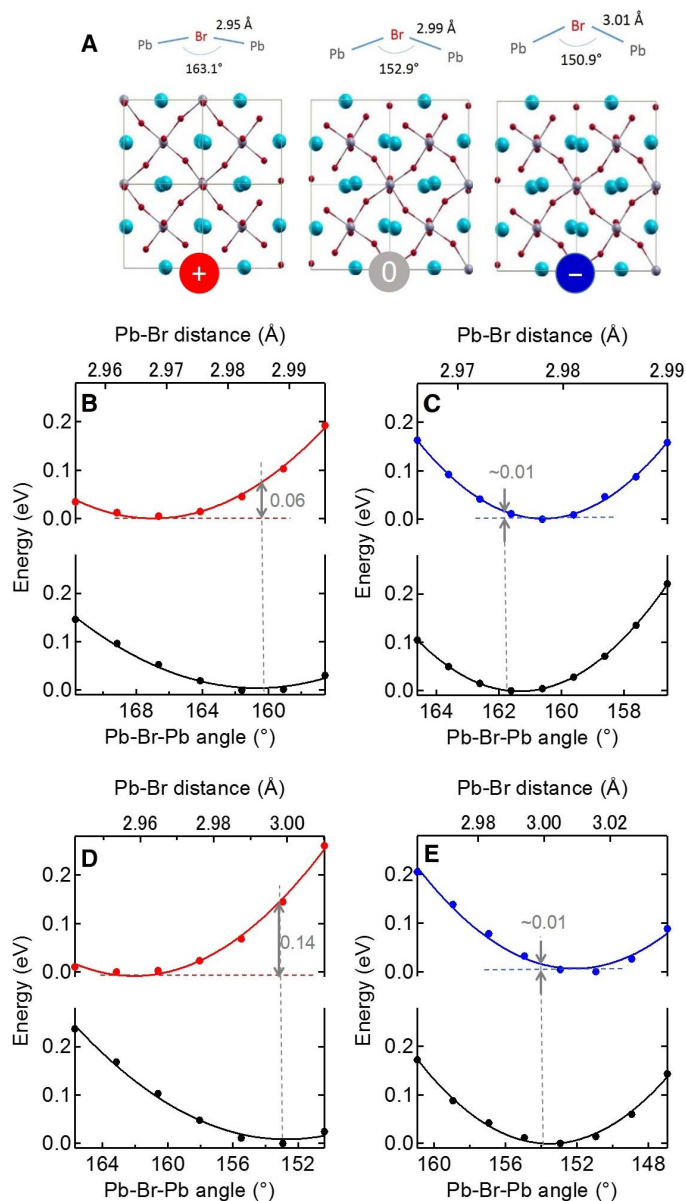 A
Pb Br Pb 2.95 Å
163.1°
Pb Br Pb 2.99 Å
152.9°
Pb Br Pb 3.01 Å
150.9°
+ 0 −
Pb-Br distance (Å)
2.96 2.97 2.98 2.99
B
0.2
0.1
0.0
0.06
Energy (eV)
0.2
0.1
0.0
168 164 160
Pb-Br-Pb angle (°)
Pb-Br distance (Å)
2.97 2.98 2.99
C
0.2
0.1
0.0
~0.01
Energy (eV)
0.2
0.1
0.0
164 162 160 158
Pb-Br-Pb angle (°)
Pb-Br distance (Å)
2.96 2.98 3.00
D
0.2
0.1
0.0
0.14
Energy (eV)
0.2
0.1
0.0
164 160 156 152
Pb-Br-Pb angle (°)
Pb-Br distance (Å)
2.98 3.00 3.02
E
0.2
0.1
0.0
~0.01
Energy (eV)
0.2
0.1
0.0
160 156 152 148
Pb-Br-Pb angle (°)